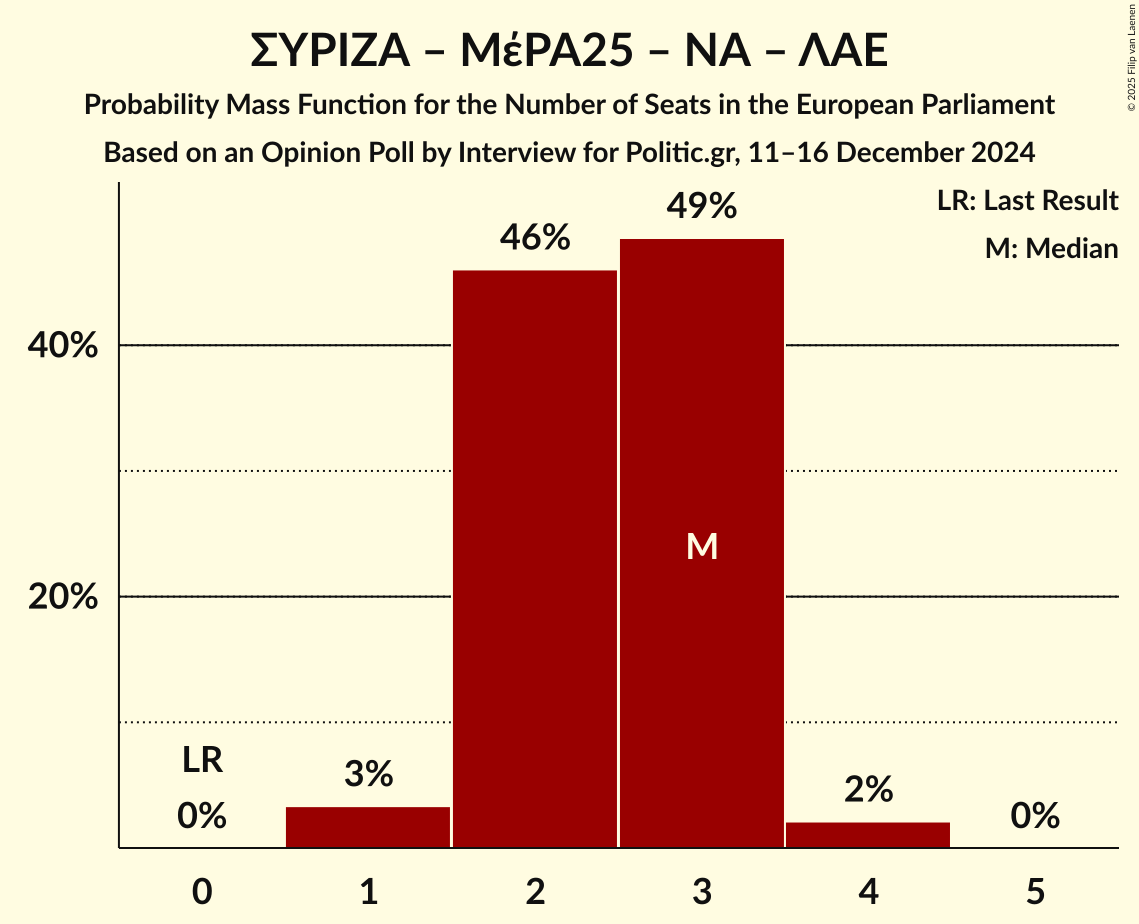 ΣΥΡΙΖΑ – ΜέΡΑ25 – ΝΑ – ΛΑΕ
Probability Mass Function for the Number of Seats in the European Parliament
Based on an Opinion Poll by Interview for Politic.gr, 11–16 December 2024
© 2025 Filip van Laenen
LR: Last Result
M: Median
49%
46%
40%
M
20%
LR
3%
2%
0%
0%
0 1 2 3 4 5